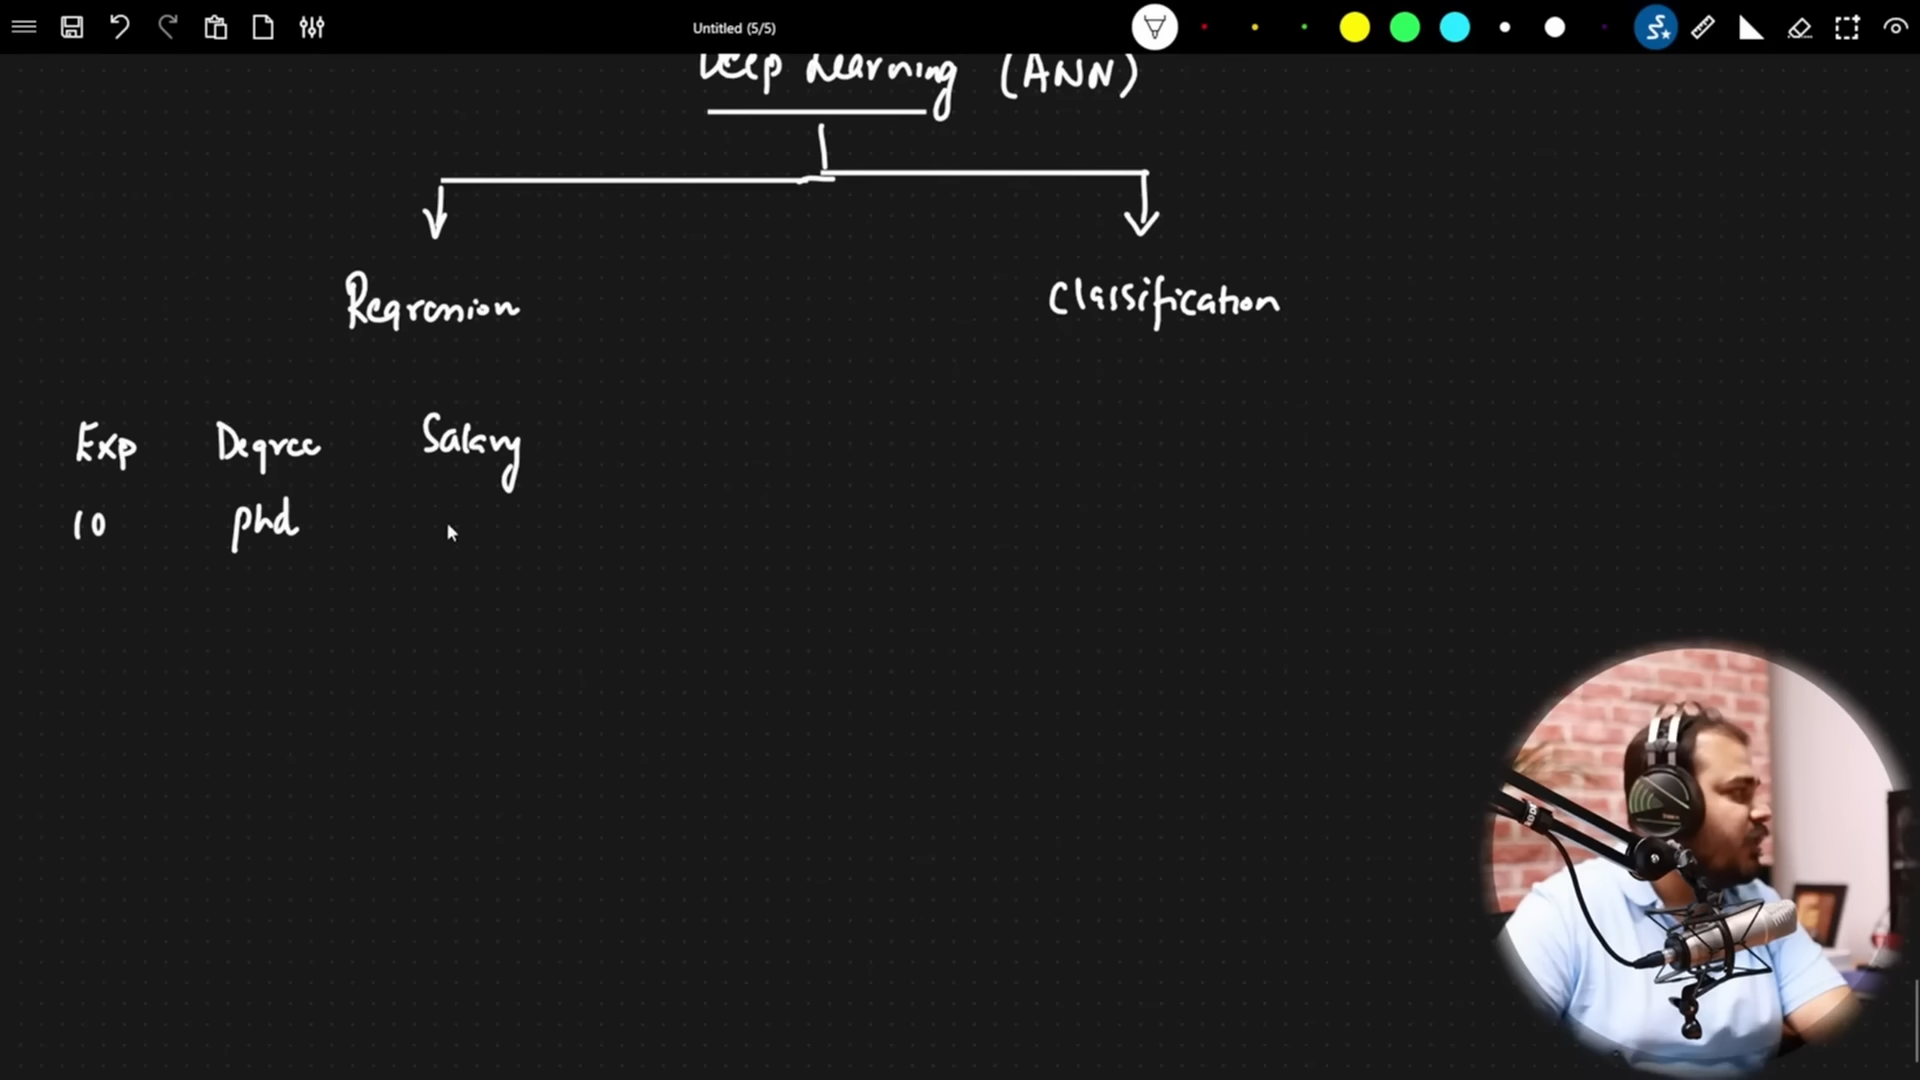 Untitled (5/5)
Deep Learning (ANN)
Regression
Classification
Exp Degree Salary
10 phd